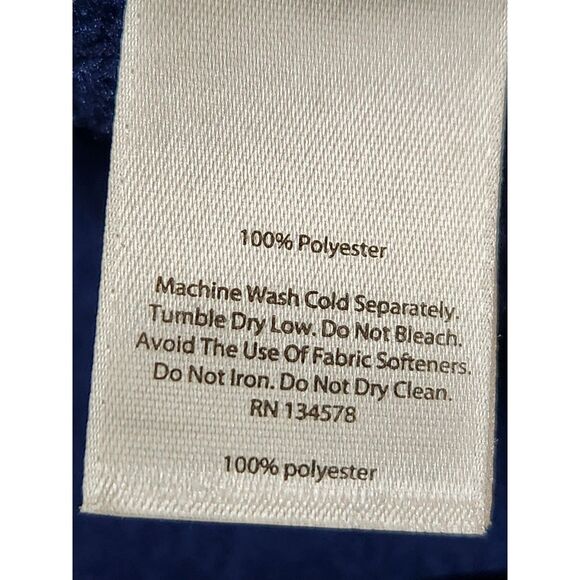 100% Polyester
Machine Wash Cold Separately.
Tumble Dry Low. Do Not Bleach.
Avoid The Use Of Fabric Softeners.
Do Not Iron. Do Not Dry Clean.
RN 134578
100% polyester